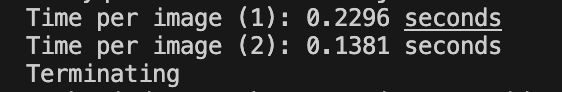 Time per image (1): 0.2296 seconds
Time per image (2): 0.1381 seconds
Terminating